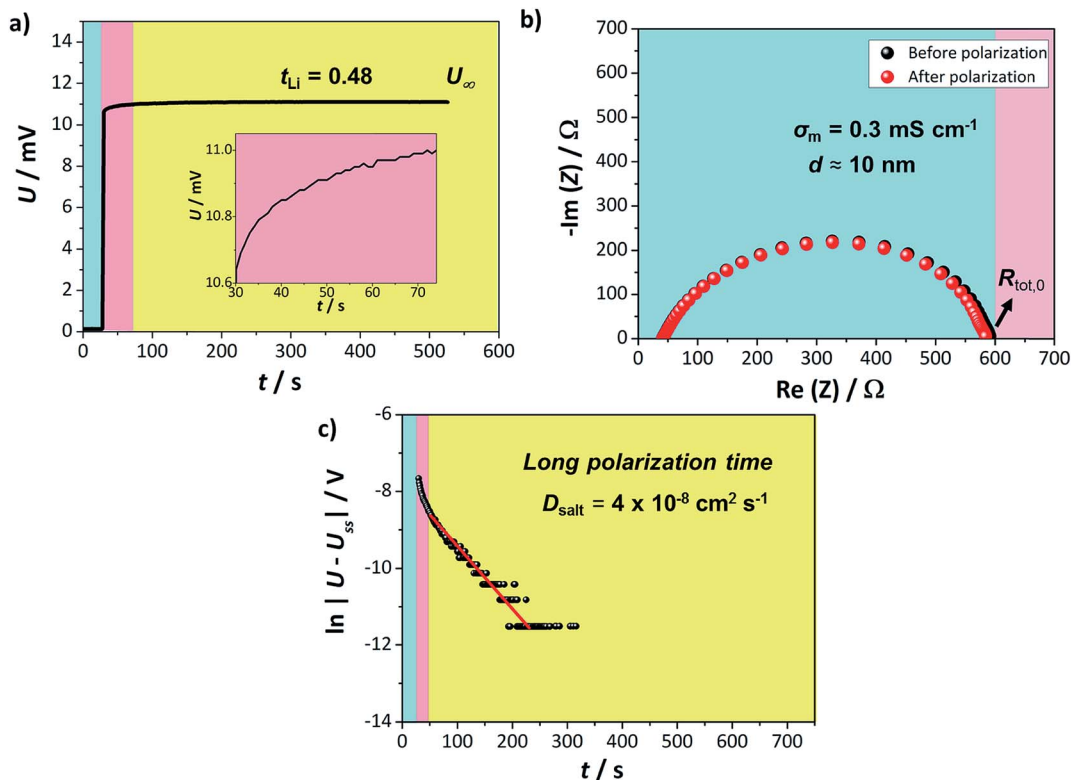 a)
U / mV
14
12
10
8
6
4
2
0
t_Li = 0.48
U_∞
U / mV
11.0
10.8
10.6
30 40 50 60 70
t / s
0 100 200 300 400 500 600
t / s
b)
-Im (Z) / Ω
700
600
500
400
300
200
100
0
Before polarization
After polarization
σ_m = 0.3 mS cm⁻¹
d ≈ 10 nm
R_tot,0
0 100 200 300 400 500 600 700
Re (Z) / Ω
c)
ln | U - U_ss | / V
-6
-8
-10
-12
-14
Long polarization time
D_salt = 4 x 10⁻⁸ cm² s⁻¹
0 100 200 300 400 500 600 700
t / s